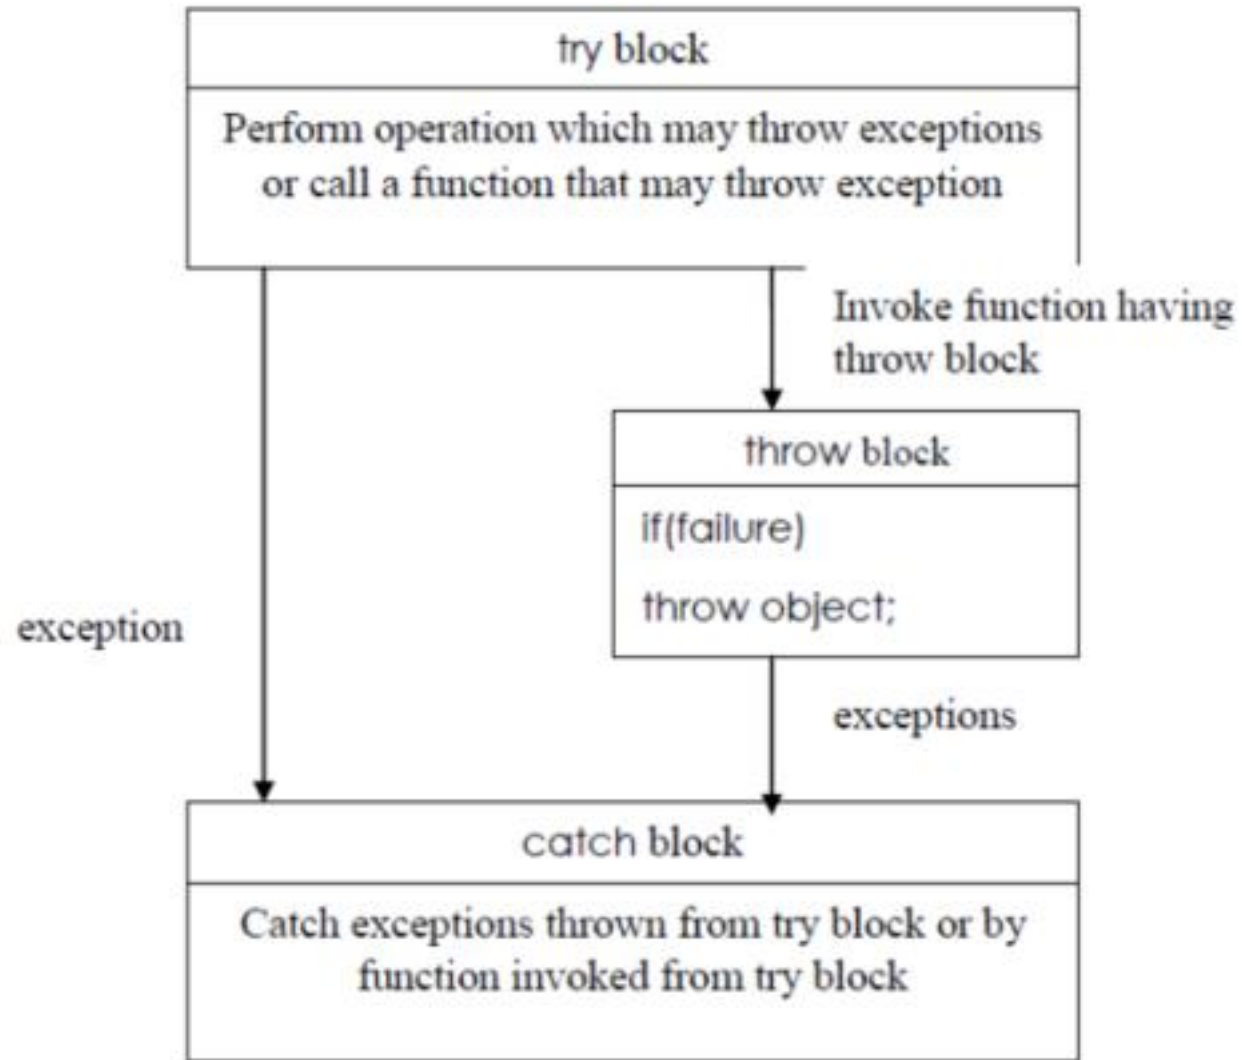 try block
Perform operation which may throw exceptions
or call a function that may throw exception
Invoke function having
throw block
throw block
if(failure)
throw object;
exception
exceptions
catch block
Catch exceptions thrown from try block or by
function invoked from try block